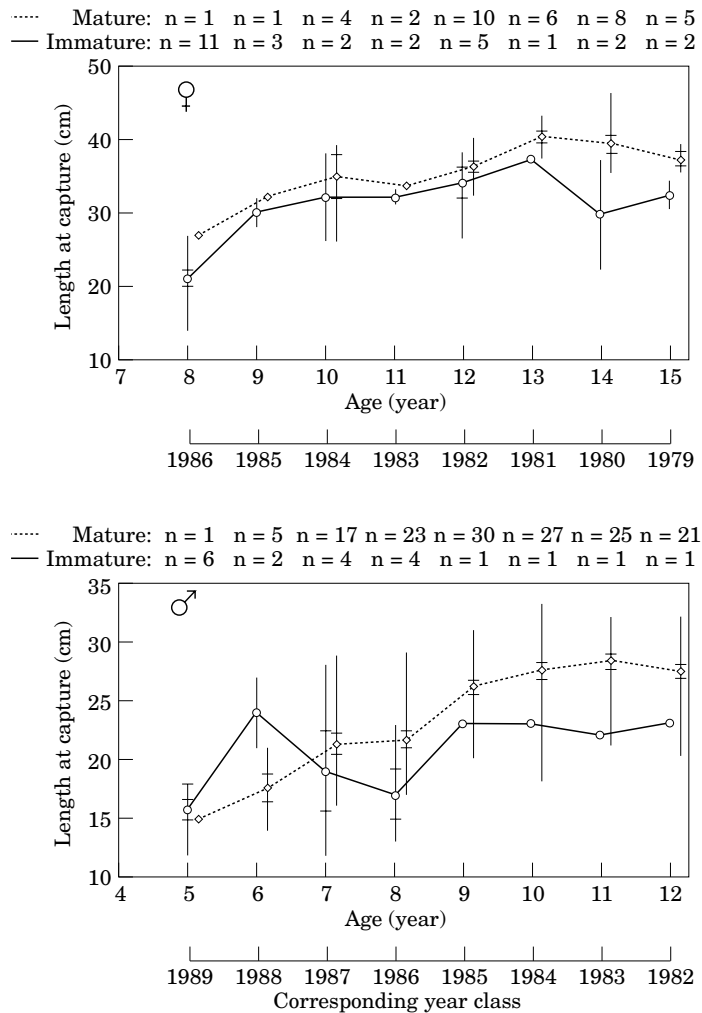 Mature: n = 1 n = 1 n = 4 n = 2 n = 10 n = 6 n = 8 n = 5
Immature: n = 11 n = 3 n = 2 n = 2 n = 5 n = 1 n = 2 n = 2
50
40
30
20
10
Length at capture (cm)
♀
7 8 9 10 11 12 13 14 15
Age (year)
1986 1985 1984 1983 1982 1981 1980 1979
Mature: n = 1 n = 5 n = 17 n = 23 n = 30 n = 27 n = 25 n = 21
Immature: n = 6 n = 2 n = 4 n = 4 n = 1 n = 1 n = 1 n = 1
35
30
25
20
15
10
Length at capture (cm)
♂
4 5 6 7 8 9 10 11 12
Age (year)
1989 1988 1987 1986 1985 1984 1983 1982
Corresponding year class